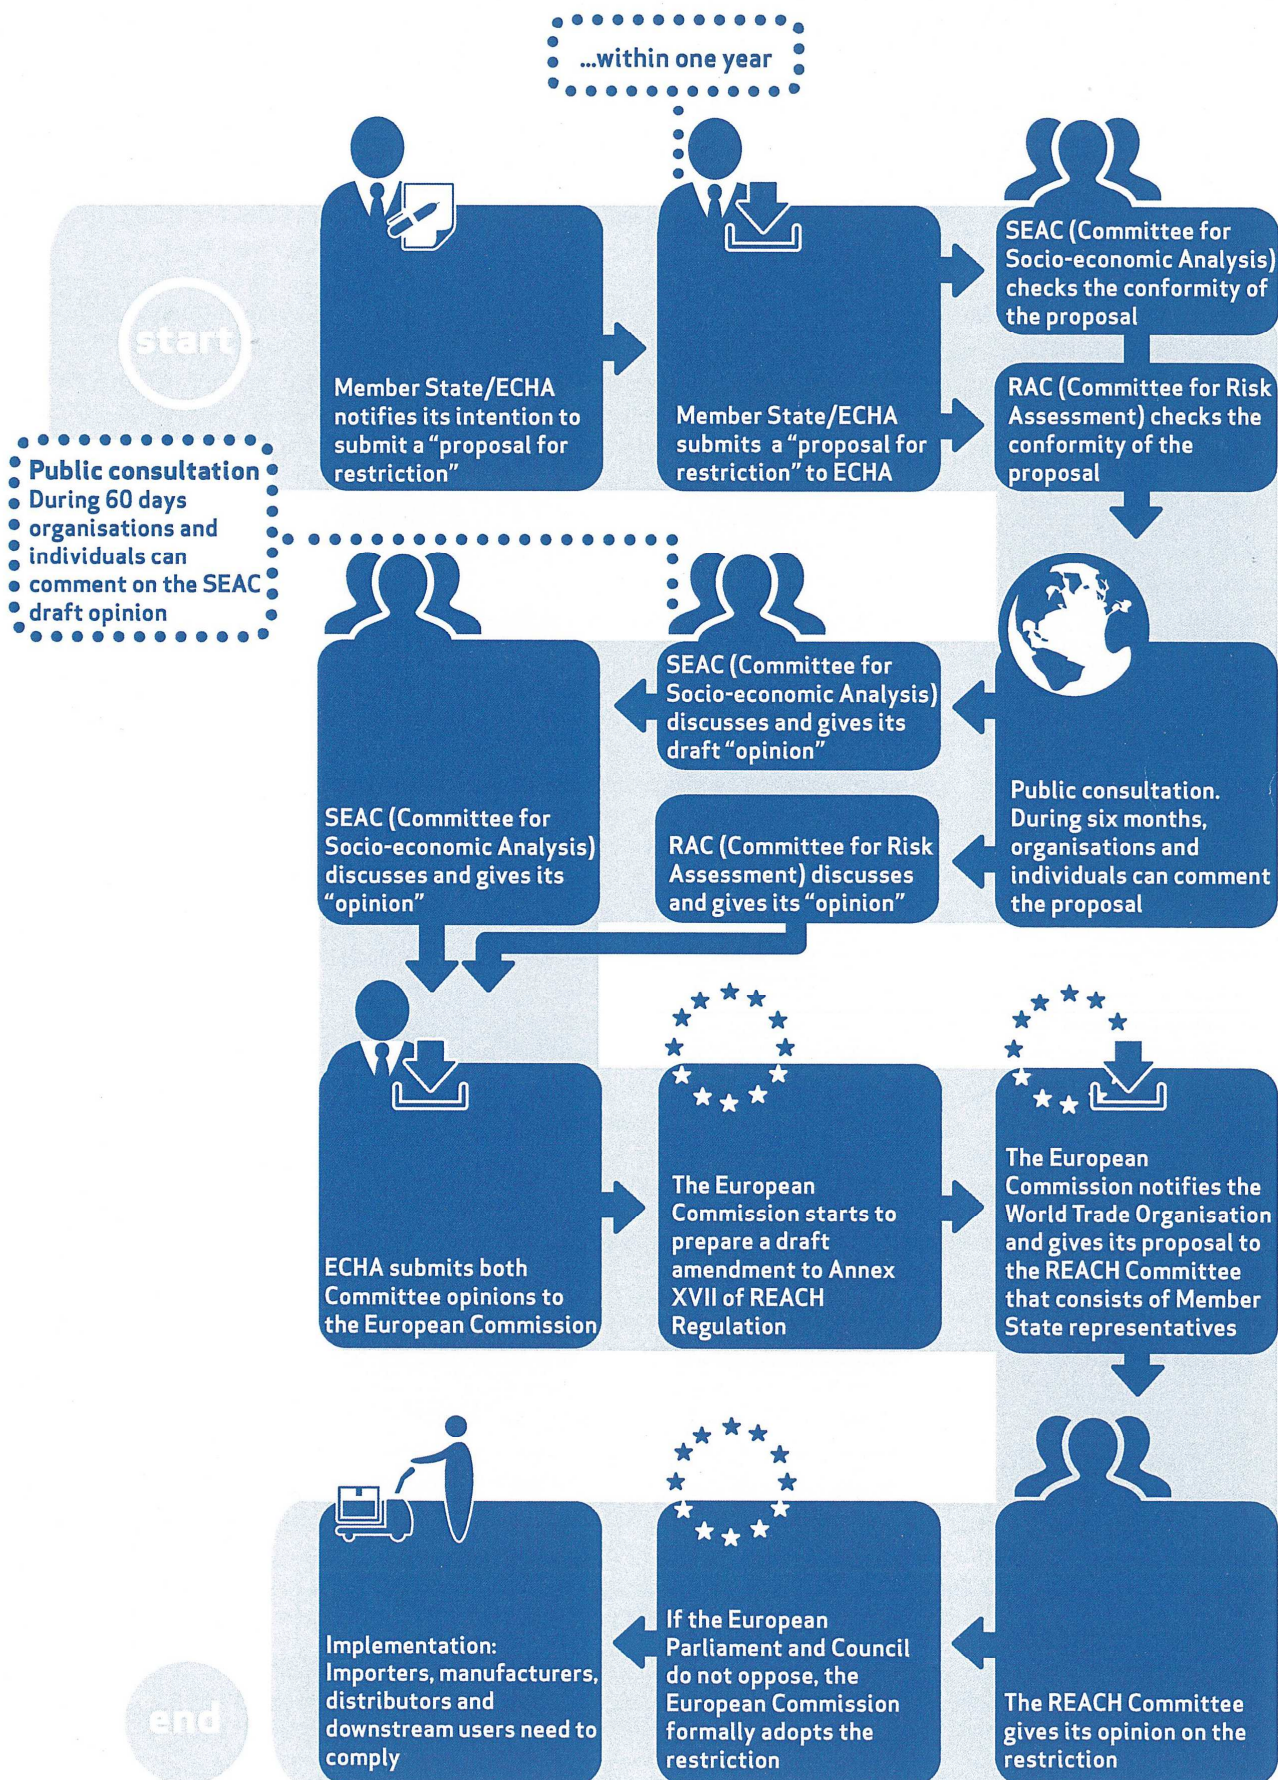 ...within one year
start
Member State/ECHA
notifies its intention to
submit a “proposal for
restriction”
Member State/ECHA
submits a “proposal for
restriction” to ECHA
SEAC (Committee for
Socio-economic Analysis)
checks the conformity of
the proposal
RAC (Committee for Risk
Assessment) checks the
conformity of the
proposal
Public consultation
During 60 days
organisations and
individuals can
comment on the SEAC
draft opinion
SEAC (Committee for
Socio-economic Analysis)
discusses and gives its
“opinion”
SEAC (Committee for
Socio-economic Analysis)
discusses and gives its
draft “opinion”
RAC (Committee for Risk
Assessment) discusses
and gives its “opinion”
Public consultation.
During six months,
organisations and
individuals can comment
the proposal
ECHA submits both
Committee opinions to
the European Commission
The European
Commission starts to
prepare a draft
amendment to Annex
XVII of REACH
Regulation
The European
Commission notifies the
World Trade Organisation
and gives its proposal to
the REACH Committee
that consists of Member
State representatives
end
Implementation:
Importers, manufacturers,
distributors and
downstream users need to
comply
If the European
Parliament and Council
do not oppose, the
European Commission
formally adopts the
restriction
The REACH Committee
gives its opinion on the
restriction